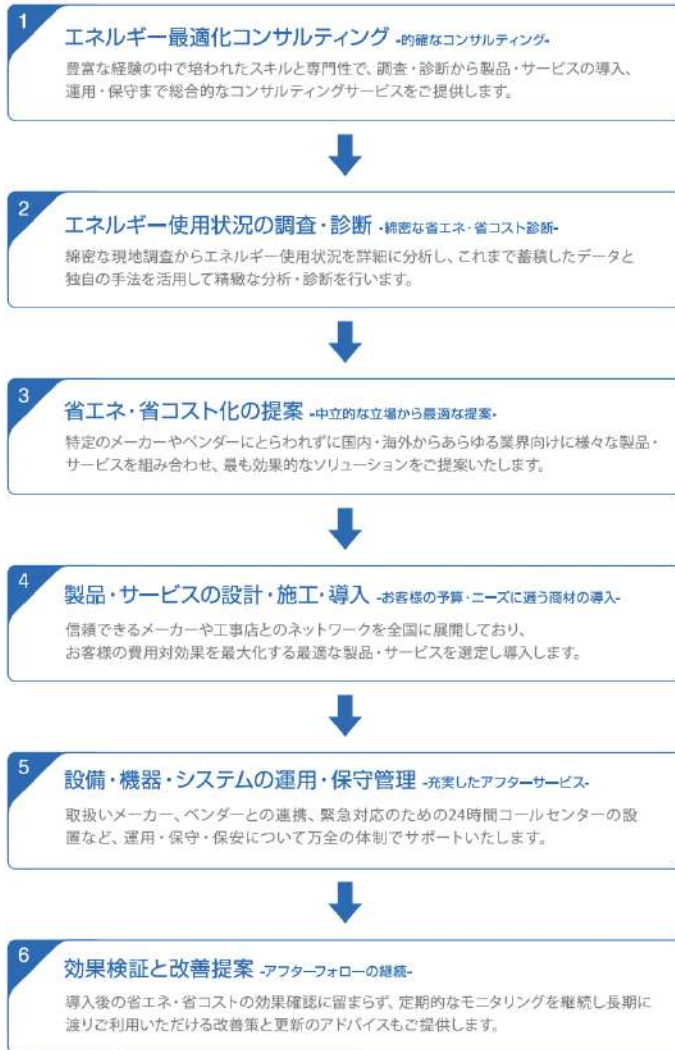 1
エネルギー最適化コンサルティング -的確なコンサルティング-
豊富な経験の中で培われたスキルと専門性で、調査・診断から製品・サービスの導入、
運用・保守まで総合的なコンサルティングサービスをご提供します。
2
エネルギー使用状況の調査・診断 -綿密な省エネ・省コスト診断-
綿密な現地調査からエネルギー使用状況を詳細に分析し、これまで蓄積したデータと
独自の手法を活用して精緻な分析・診断を行います。
3
省エネ・省コスト化の提案 -中立的な立場から最適な提案-
特定のメーカーやベンダーにとらわれずに国内・海外からあらゆる業界向けに様々な製品・
サービスを組み合わせ、最も効果的なソリューションをご提案いたします。
4
製品・サービスの設計・施工・導入 -お客様の予算・ニーズに適う商材の導入-
信頼できるメーカーや工事店とのネットワークを全国に展開しており、
お客様の費用対効果を最大化する最適な製品・サービスを選定し導入します。
5
設備・機器・システムの運用・保守管理 -充実したアフターサービス-
取扱いメーカー、ベンダーとの連携、緊急対応のための24時間コールセンターの設
置など、運用・保守・保安について万全の体制でサポートいたします。
6
効果検証と改善提案 -アフターフォローの継続-
導入後の省エネ・省コストの効果確認に留まらず、定期的なモニタリングを継続し長期に
渡りご利用いただける改善策と更新のアドバイスもご提供します。